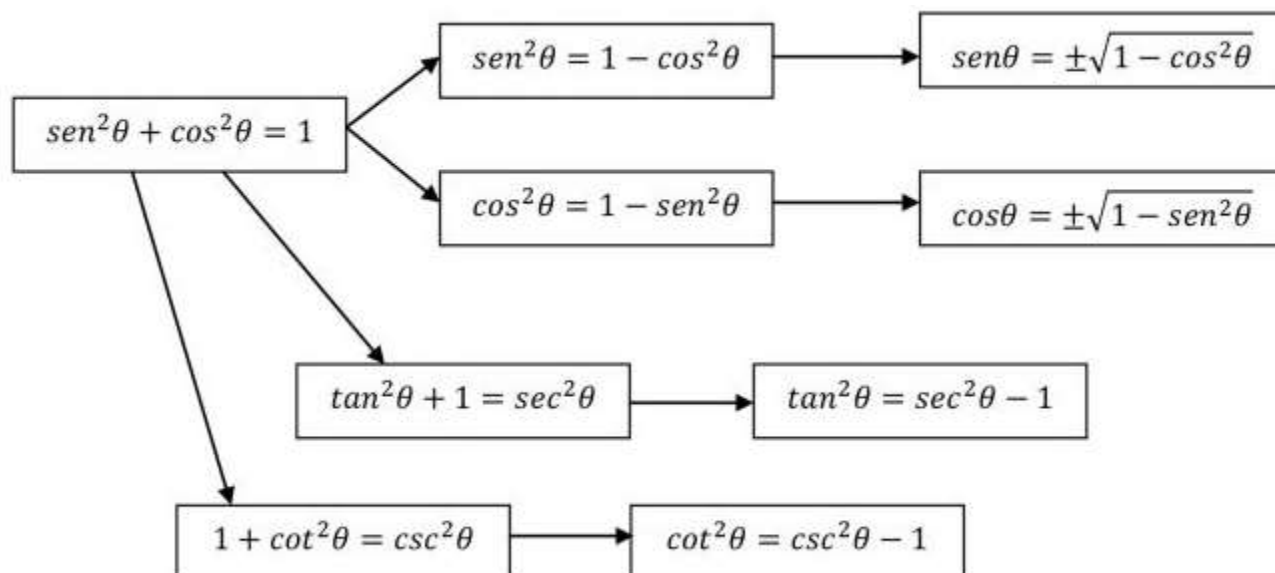 sen²θ = 1 − cos²θ
senθ = ±√1 − cos²θ
sen²θ + cos²θ = 1
cos²θ = 1 − sen²θ
cosθ = ±√1 − sen²θ
tan²θ + 1 = sec²θ
tan²θ = sec²θ − 1
1 + cot²θ = csc²θ
cot²θ = csc²θ − 1